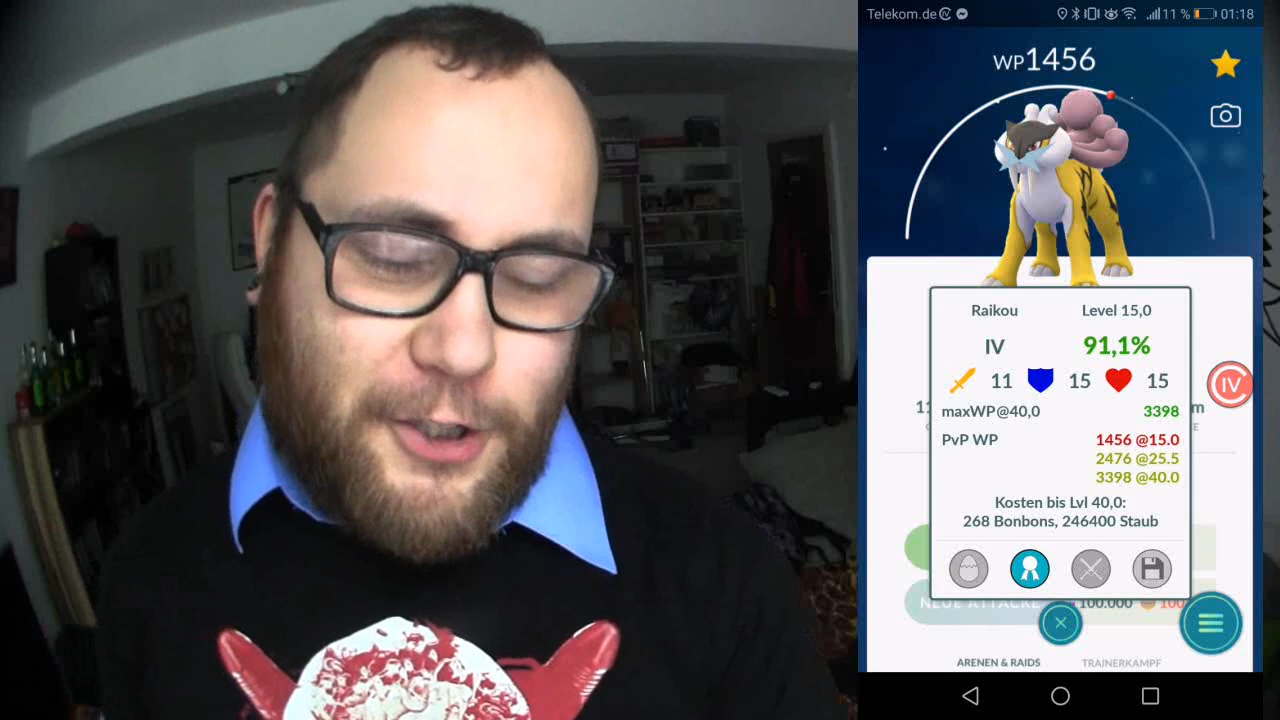 Telekom.de 11 % 01:18
WP1456
Raikou Level 15,0
IV 91,1%
11 15 15
IV
maxWP@40,0 3398
PvP WP 1456 @15.0
2476 @25.5
3398 @40.0
Kosten bis Lvl 40,0:
268 Bonbons, 246400 Staub
NEUE ATTACKE 100.000 100
ARENEN & RAIDS TRAINERKAMPF